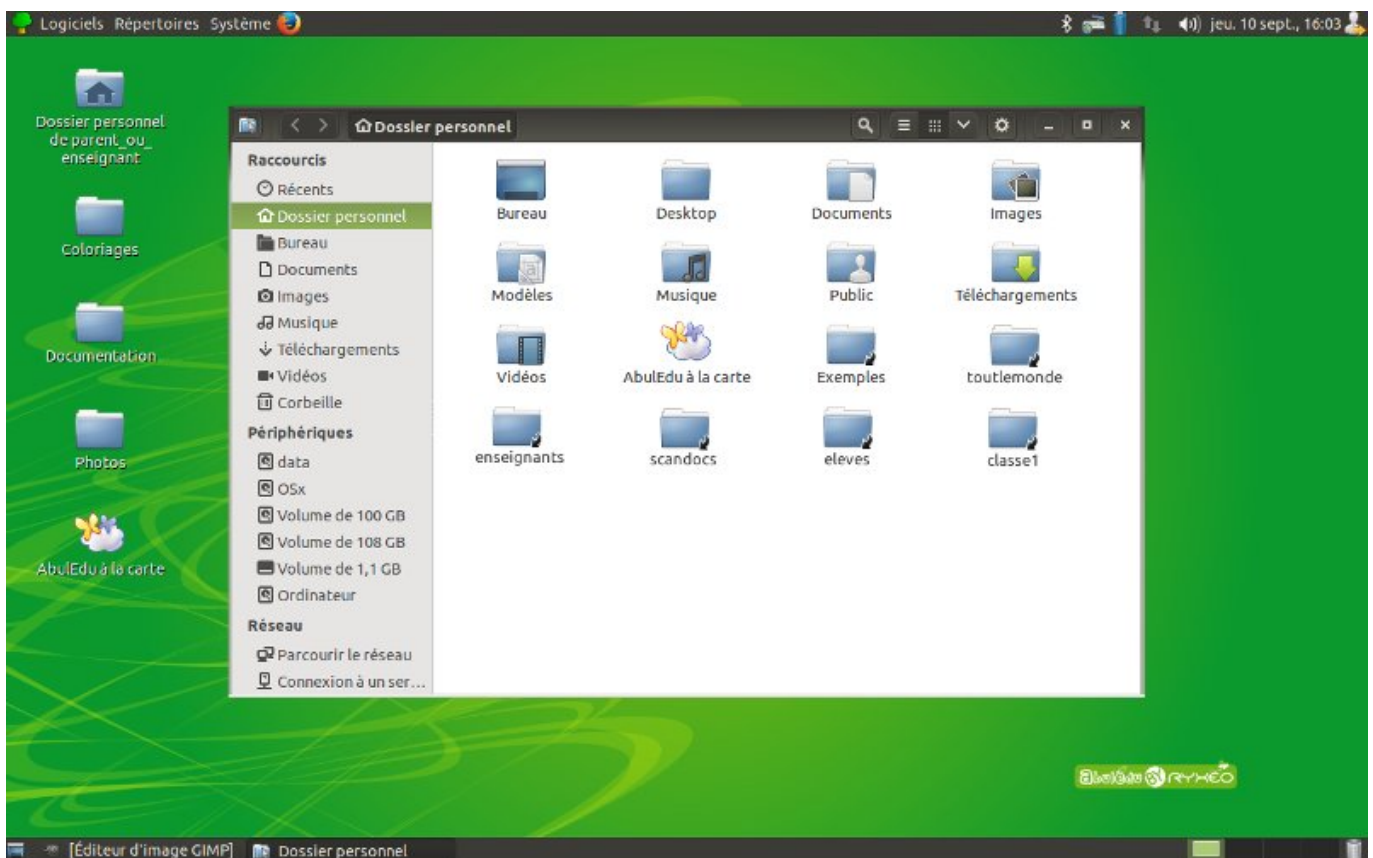 Logiciels Répertoires Système
jeu. 10 sept., 16:03
Dossier personnel
de parent_ou_
enseignant
Coloriages
Documentation
Photos
AbulEdu à la carte
Dossier personnel
Raccourcis
Récents
Dossier personnel
Bureau
Documents
Images
Musique
Téléchargements
Vidéos
Corbeille
Périphériques
data
OSx
Volume de 100 GB
Volume de 108 GB
Volume de 1,1 GB
Ordinateur
Réseau
Parcourir le réseau
Connexion à un ser...
Bureau Desktop Documents Images
Modèles Musique Public Téléchargements
Vidéos AbulEdu à la carte Exemples toutlemonde
enseignants scandocs eleves classe1
abulédu RYXEO
[Éditeur d'image GIMP] Dossier personnel